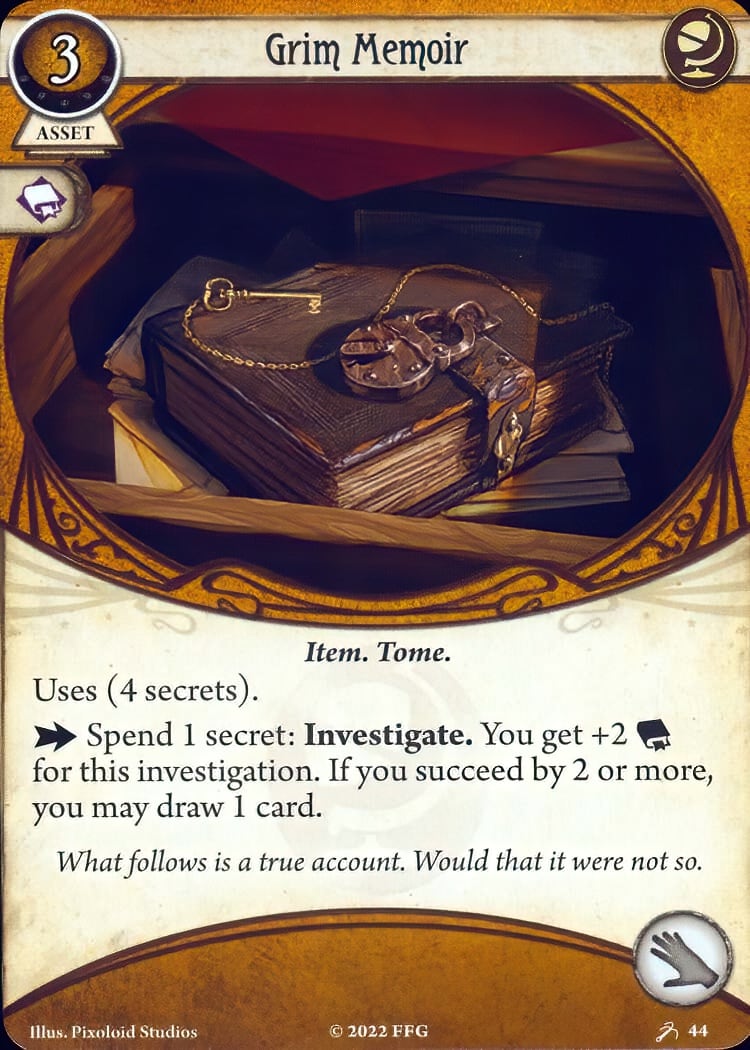 3
Grim Memoir
ASSET
Item. Tome.
Uses (4 secrets).
Spend 1 secret: Investigate. You get +2
for this investigation. If you succeed by 2 or more,
you may draw 1 card.
What follows is a true account. Would that it were not so.
Illus. Pixoloid Studios
© 2022 FFG
44